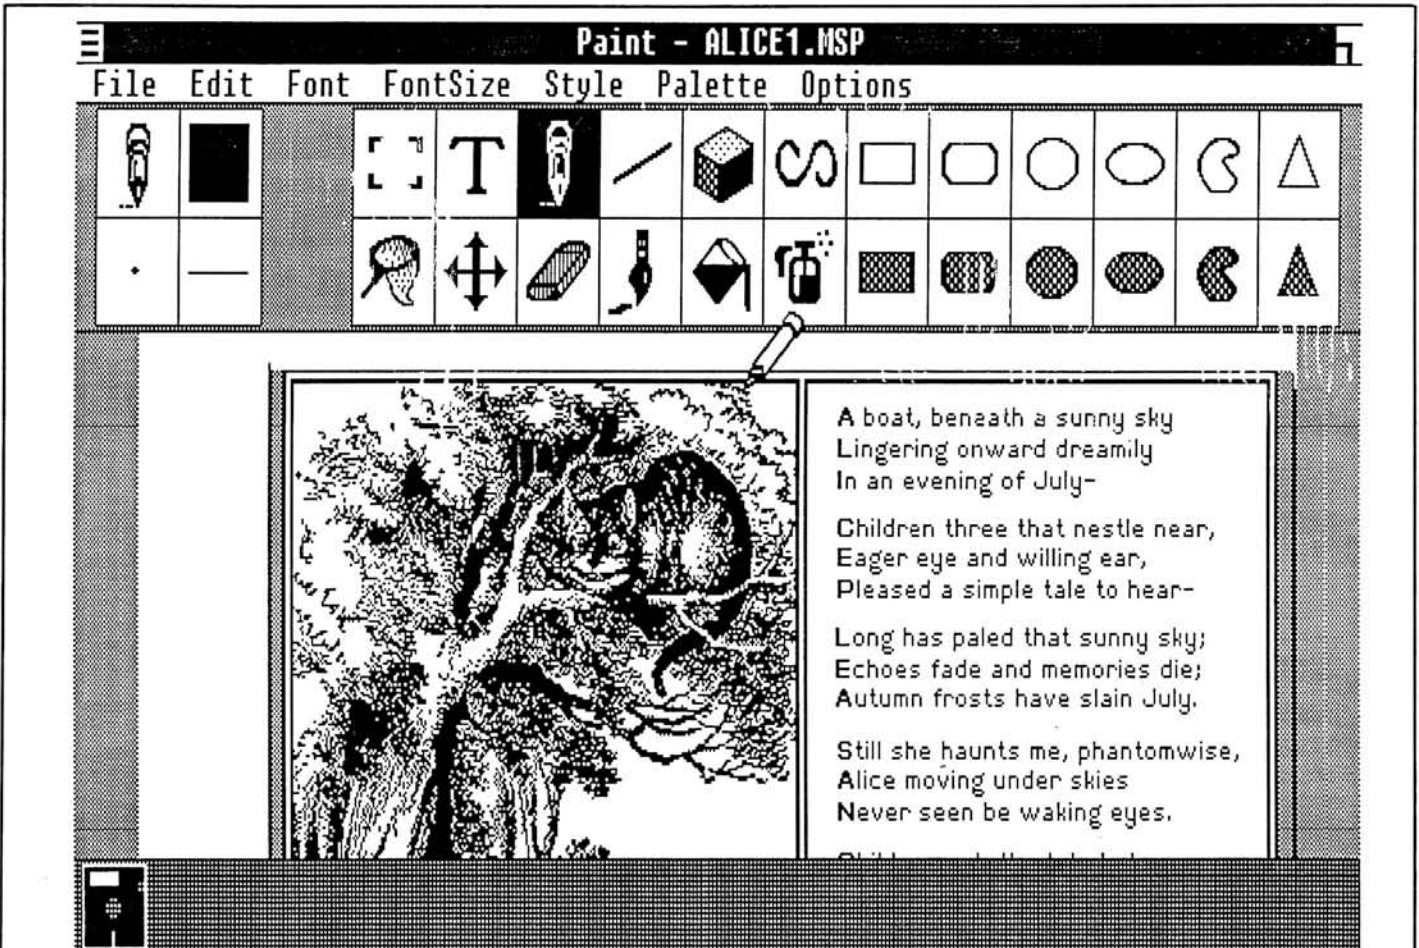 Paint - ALICE1.MSP
File Edit Font FontSize Style Palette Options
T
A boat, beneath a sunny sky
Lingering onward dreamily
In an evening of July-
Children three that nestle near,
Eager eye and willing ear,
Pleased a simple tale to hear-
Long has paled that sunny sky;
Echoes fade and memories die;
Autumn frosts have slain July.
Still she haunts me, phantomwise,
Alice moving under skies
Never seen be waking eyes.